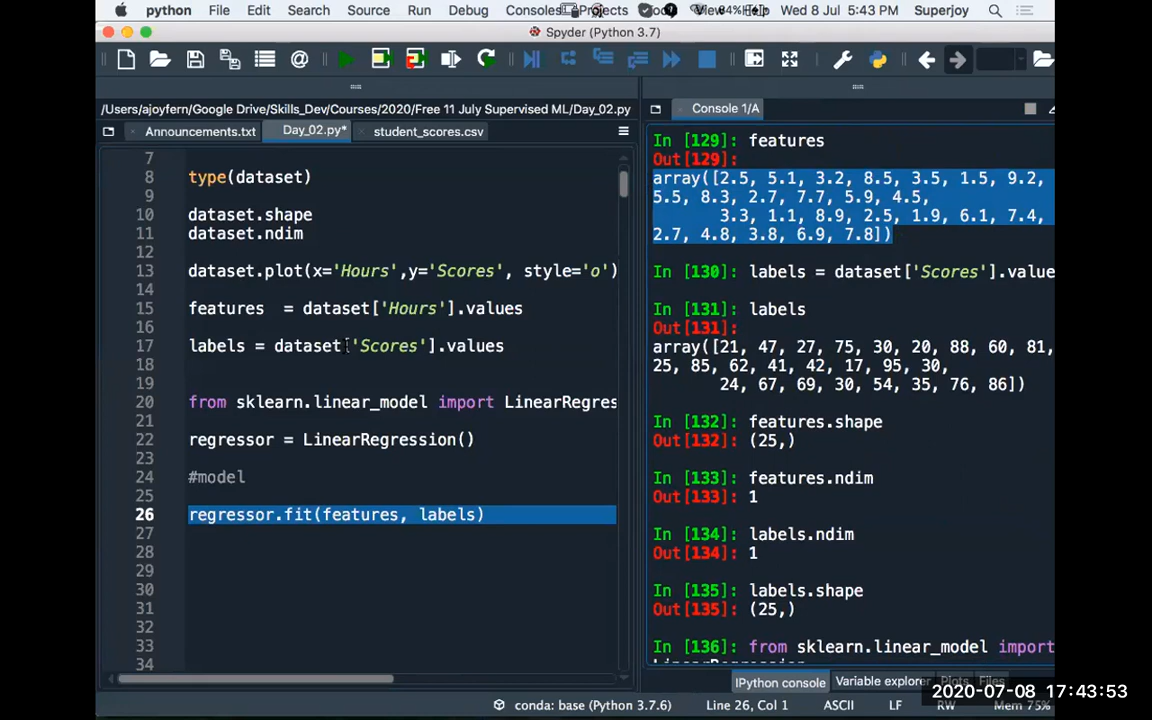 python File Edit Search Source Run Debug Consoles Projects Tools View Help 84% Wed 8 Jul 5:43 PM Superjoy
Spyder (Python 3.7)
/Users/ajoyfern/Google Drive/Skills_Dev/Courses/2020/Free 11 July Supervised ML/Day_02.py
Announcements.txt Day_02.py* student_scores.csv
7
8 type(dataset)
9
10 dataset.shape
11 dataset.ndim
12
13 dataset.plot(x='Hours',y='Scores', style='o')
14
15 features  = dataset['Hours'].values
16
17 labels = dataset['Scores'].values
18
19
20 from sklearn.linear_model import LinearRegres
21
22 regressor = LinearRegression()
23
24 #model
25
26 regressor.fit(features, labels)
27
28
29
30
31
32
33
34
Console 1/A
In [129]: features
Out[129]:
array([2.5, 5.1, 3.2, 8.5, 3.5, 1.5, 9.2,
5.5, 8.3, 2.7, 7.7, 5.9, 4.5,
3.3, 1.1, 8.9, 2.5, 1.9, 6.1, 7.4,
2.7, 4.8, 3.8, 6.9, 7.8])
In [130]: labels = dataset['Scores'].value
In [131]: labels
Out[131]:
array([21, 47, 27, 75, 30, 20, 88, 60, 81,
25, 85, 62, 41, 42, 17, 95, 30,
24, 67, 69, 30, 54, 35, 76, 86])
In [132]: features.shape
Out[132]: (25,)
In [133]: features.ndim
Out[133]: 1
In [134]: labels.ndim
Out[134]: 1
In [135]: labels.shape
Out[135]: (25,)
In [136]: from sklearn.linear_model import
LinearRegression
IPython console Variable explorer Plots Files
2020-07-08 17:43:53
conda: base (Python 3.7.6) Line 26, Col 1 ASCII LF RW Mem 75%